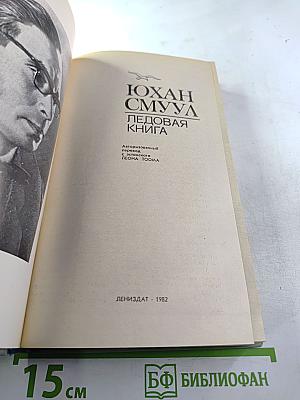 ЮХАН
СМУУЛ
ЛЕДОВАЯ
КНИГА
Авторизованный
перевод
с эстонского
ЛЕОНА ТООМА
ЛЕНИЗДАТ · 1982
15 см
БФ БИБЛИОФАН